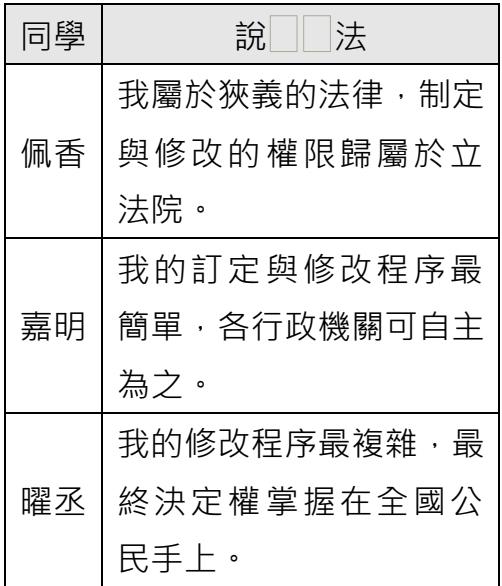 同學
說 法
佩香
我屬於狹義的法律，制定
與修改的權限歸屬於立
法院。
嘉明
我的訂定與修改程序最
簡單，各行政機關可自主
為之。
曜丞
我的修改程序最複雜，最
終決定權掌握在全國公
民手上。